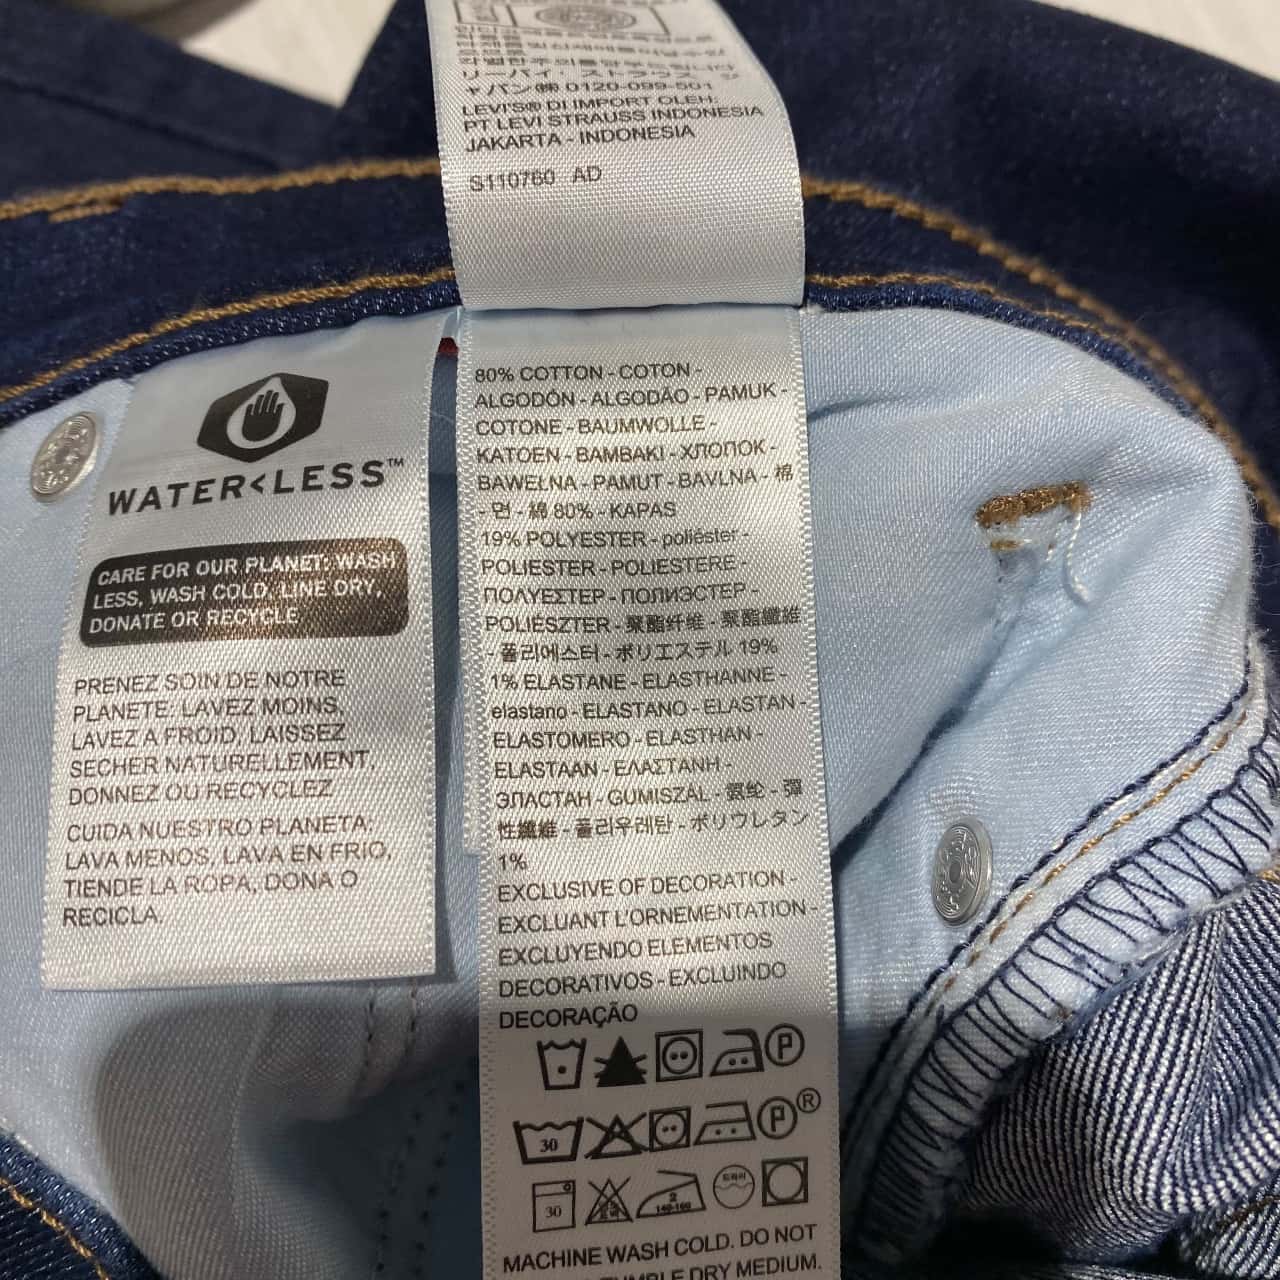 リーバイ・ストラウス ジ
ャパン㈱ 0120-099-501
LEVI'S® DI IMPORT OLEH:
PT LEVI STRAUSS INDONESIA
JAKARTA - INDONESIA
S110760 AD
WATER<LESS™
CARE FOR OUR PLANET: WASH
LESS, WASH COLD, LINE DRY,
DONATE OR RECYCLE
PRENEZ SOIN DE NOTRE
PLANETE: LAVEZ MOINS,
LAVEZ A FROID, LAISSEZ
SECHER NATURELLEMENT,
DONNEZ OU RECYCLEZ
CUIDA NUESTRO PLANETA:
LAVA MENOS, LAVA EN FRIO,
TIENDE LA ROPA, DONA O
RECICLA.
80% COTTON - COTON -
ALGODÓN - ALGODÃO - PAMUK -
COTONE - BAUMWOLLE -
KATOEN - BAMBAKI - ХЛОПОК -
BAWEŁNA - PAMUT - BAVLNA - 棉
- 면 - 綿 80% - KAPAS
19% POLYESTER - poliéster -
POLIESTER - POLIESTERE -
ΠΟΛΥΕΣΤΕΡ - ПОЛИЭСТЕР -
POLIÉSZTER - 聚酯纤维 - 聚酯纖維
- 폴리에스터 - ポリエステル 19%
1% ELASTANE - ELASTHANNE -
elastano - ELASTANO - ELASTAN -
ELASTOMERO - ELASTHAN -
ELASTAAN - ΕΛΑΣΤΑΝΗ -
ЭЛАСТАН - GUMISZÁL - 氨纶 - 彈
性纖維 - 폴리우레탄 - ポリウレタン
1%
EXCLUSIVE OF DECORATION -
EXCLUANT L'ORNEMENTATION -
EXCLUYENDO ELEMENTOS
DECORATIVOS - EXCLUINDO
DECORAÇÃO
P
30 P®
30 2 140-160 드라이
MACHINE WASH COLD. DO NOT
TUMBLE DRY MEDIUM.